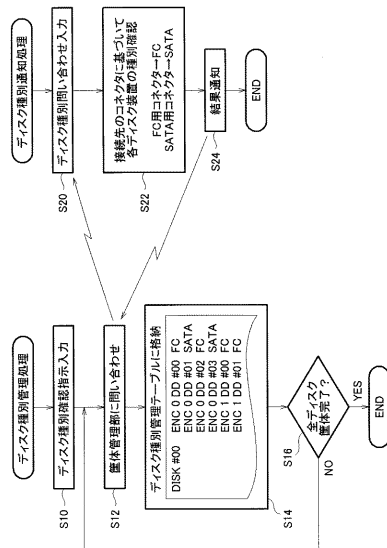 ディスク種別管理処理
S10
ディスク種別確認指示入力
S12
筐体管理部に問い合わせ
S14
ディスク種別管理テーブルに格納
DISK #00
ENC 0 DD #00 FC
ENC 0 DD #01 SATA
ENC 0 DD #02 FC
ENC 0 DD #03 SATA
ENC 1 DD #00 FC
ENC 1 DD #01 FC
S16
全ディスク
筐体完了?
NO
YES
END
ディスク種別通知処理
S20
ディスク種別問い合わせ入力
S22
接続先のコネクタに基づいて
各ディスク装置の種別確認
FC用コネクター→FC
SATA用コネクター→SATA
S24
結果通知
END